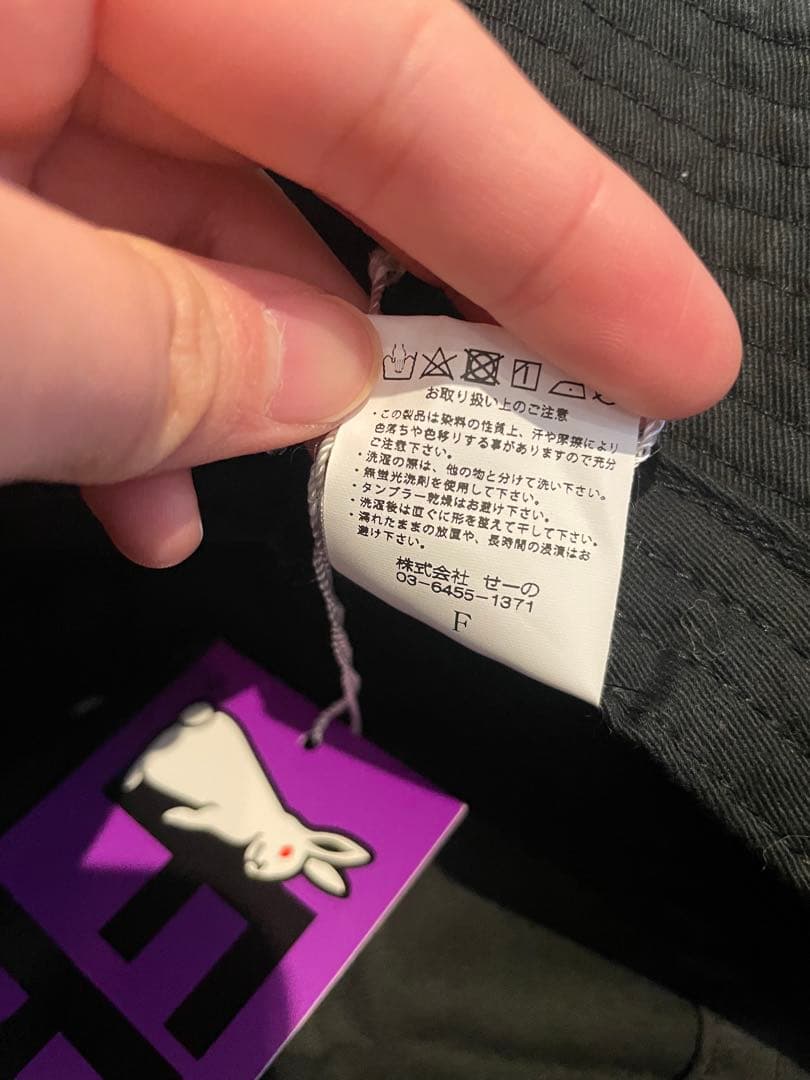 お取り扱い上のご注意
・この製品は染料の性質上、汗や摩擦により
色落ちや色移りする事がありますので充分
ご注意下さい。
・洗濯の際は、他の物と分けて洗い下さい。
・無蛍光洗剤を使用して下さい。
・タンブラー乾燥はお避け下さい。
・洗濯後は直ぐに形を整えて干して下さい。
・濡れたままの放置や、長時間の浸漬はお
避け下さい。
株式会社 せーの
03-6455-1371
F